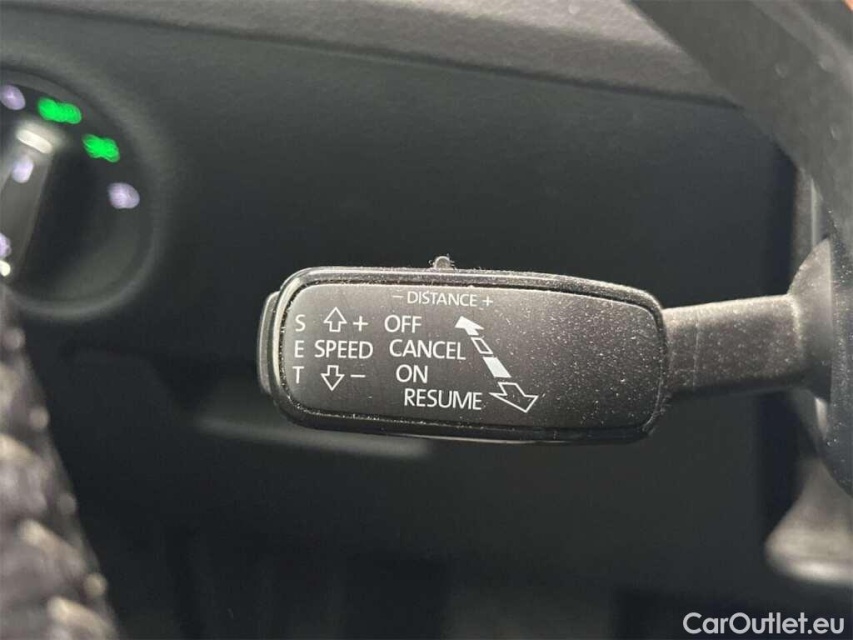 − DISTANCE +
S ⇧ + OFF
E SPEED CANCEL
T ⇩ − ON
RESUME
CarOutlet.eu